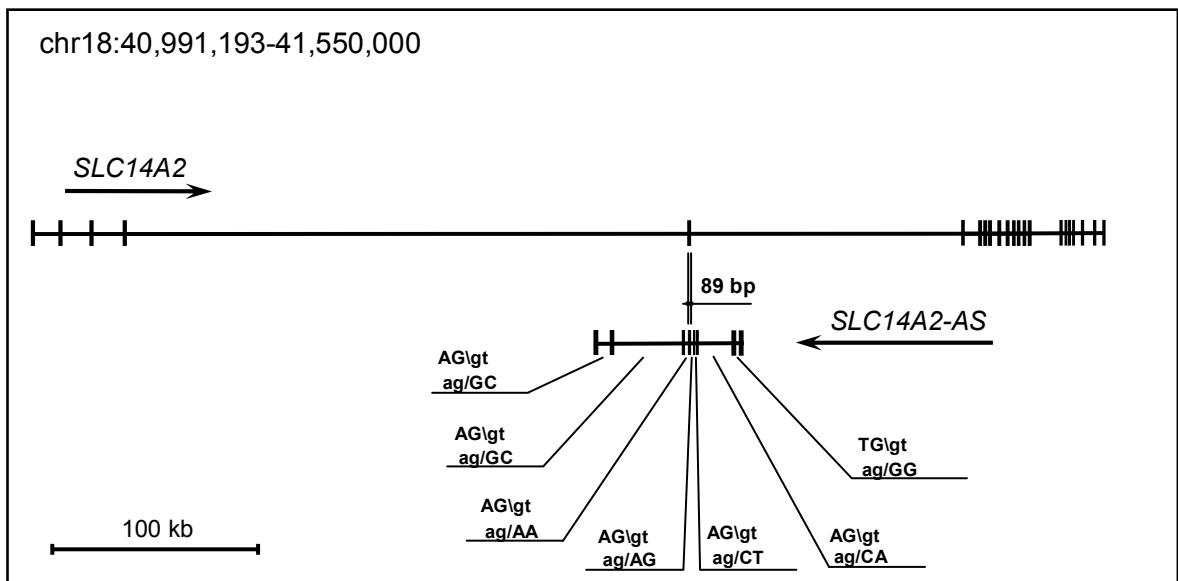 chr18:40,991,193-41,550,000
SLC14A2
89 bp
SLC14A2-AS
AG\gt
ag/GC
AG\gt
ag/GC
AG\gt
ag/AA
AG\gt
ag/AG
AG\gt
ag/CT
AG\gt
ag/CA
TG\gt
ag/GG
100 kb